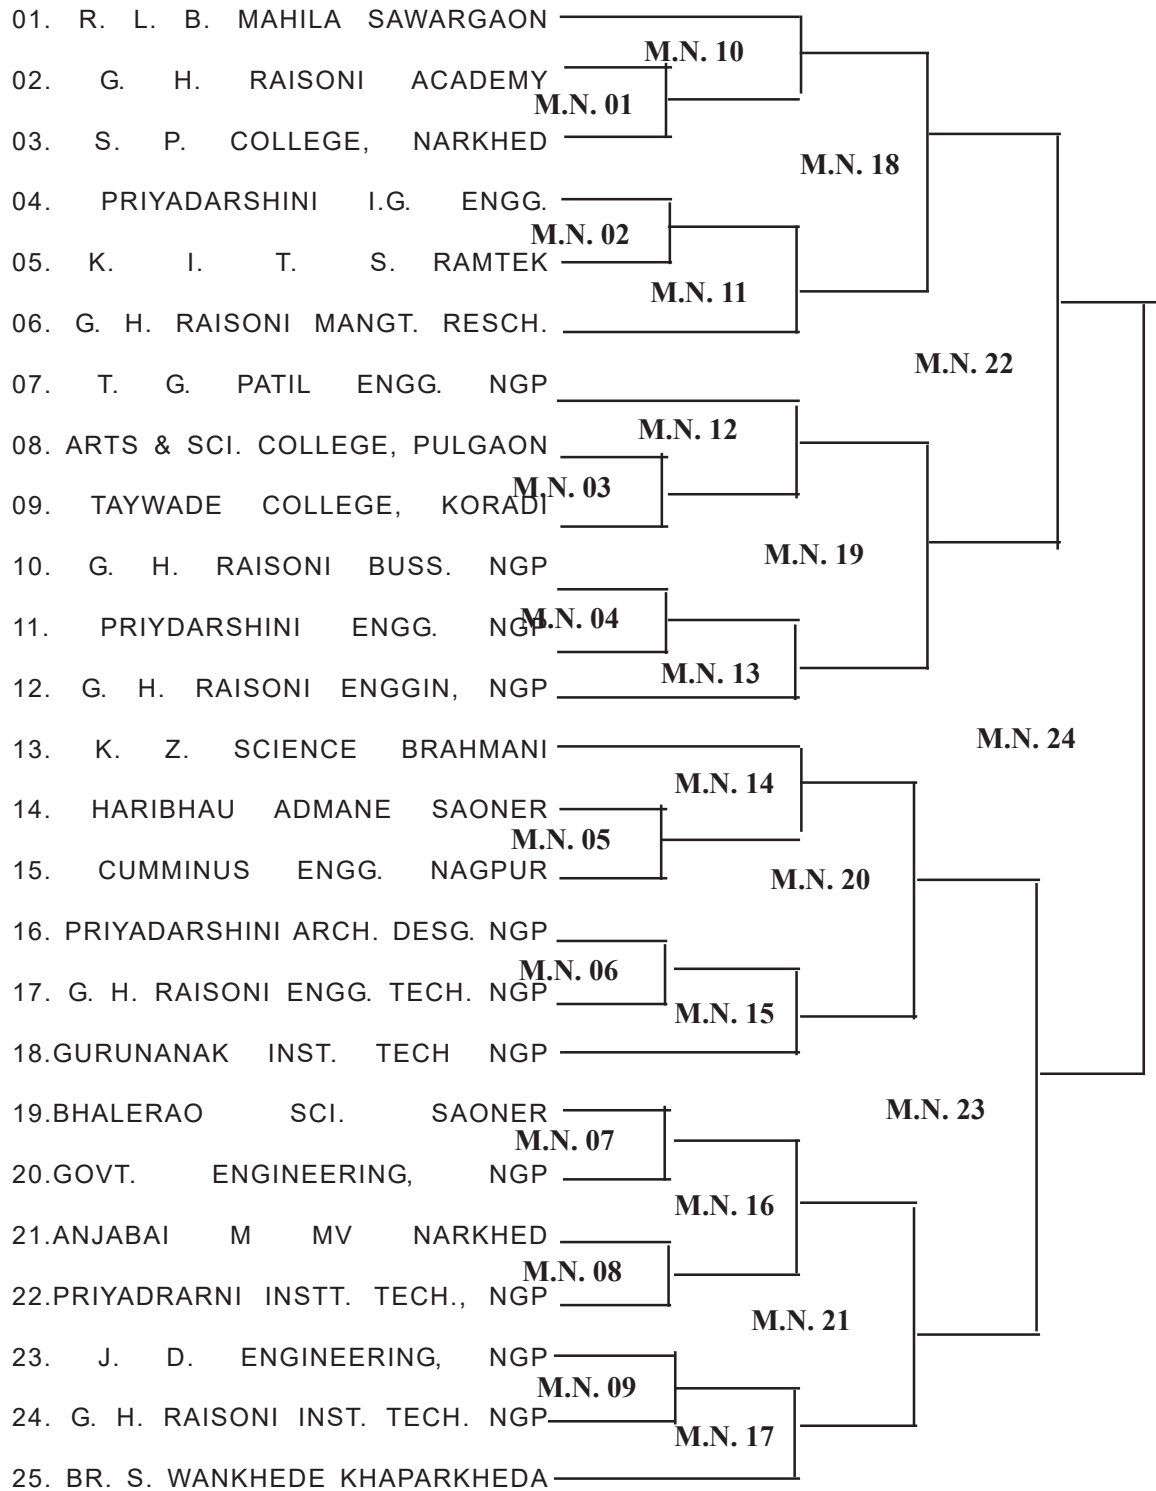 01. R. L. B. MAHILA SAWARGAON
M.N. 10
02. G. H. RAISONI ACADEMY
M.N. 01
03. S. P. COLLEGE, NARKHED
M.N. 18
04. PRIYADARSHINI I.G. ENGG.
M.N. 02
05. K. I. T. S. RAMTEK
M.N. 11
06. G. H. RAISONI MANGT. RESCH.
M.N. 22
07. T. G. PATIL ENGG. NGP
M.N. 12
08. ARTS & SCI. COLLEGE, PULGAON
M.N. 03
09. TAYWADE COLLEGE, KORADI
M.N. 19
10. G. H. RAISONI BUSS. NGP
M.N. 04
11. PRIYDARSHINI ENGG. NGP
M.N. 13
12. G. H. RAISONI ENGGIN, NGP
M.N. 24
13. K. Z. SCIENCE BRAHMANI
M.N. 14
14. HARIBHAU ADMANE SAONER
M.N. 05
15. CUMMINUS ENGG. NAGPUR
M.N. 20
16. PRIYADARSHINI ARCH. DESG. NGP
M.N. 06
17. G. H. RAISONI ENGG. TECH. NGP
M.N. 15
18.GURUNANAK INST. TECH NGP
M.N. 23
19.BHALERAO SCI. SAONER
M.N. 07
20.GOVT. ENGINEERING, NGP
M.N. 16
21.ANJABAI M MV NARKHED
M.N. 08
22.PRIYADRARNI INSTT. TECH., NGP
M.N. 21
23. J. D. ENGINEERING, NGP
M.N. 09
24. G. H. RAISONI INST. TECH. NGP
M.N. 17
25. BR. S. WANKHEDE KHAPARKHEDA